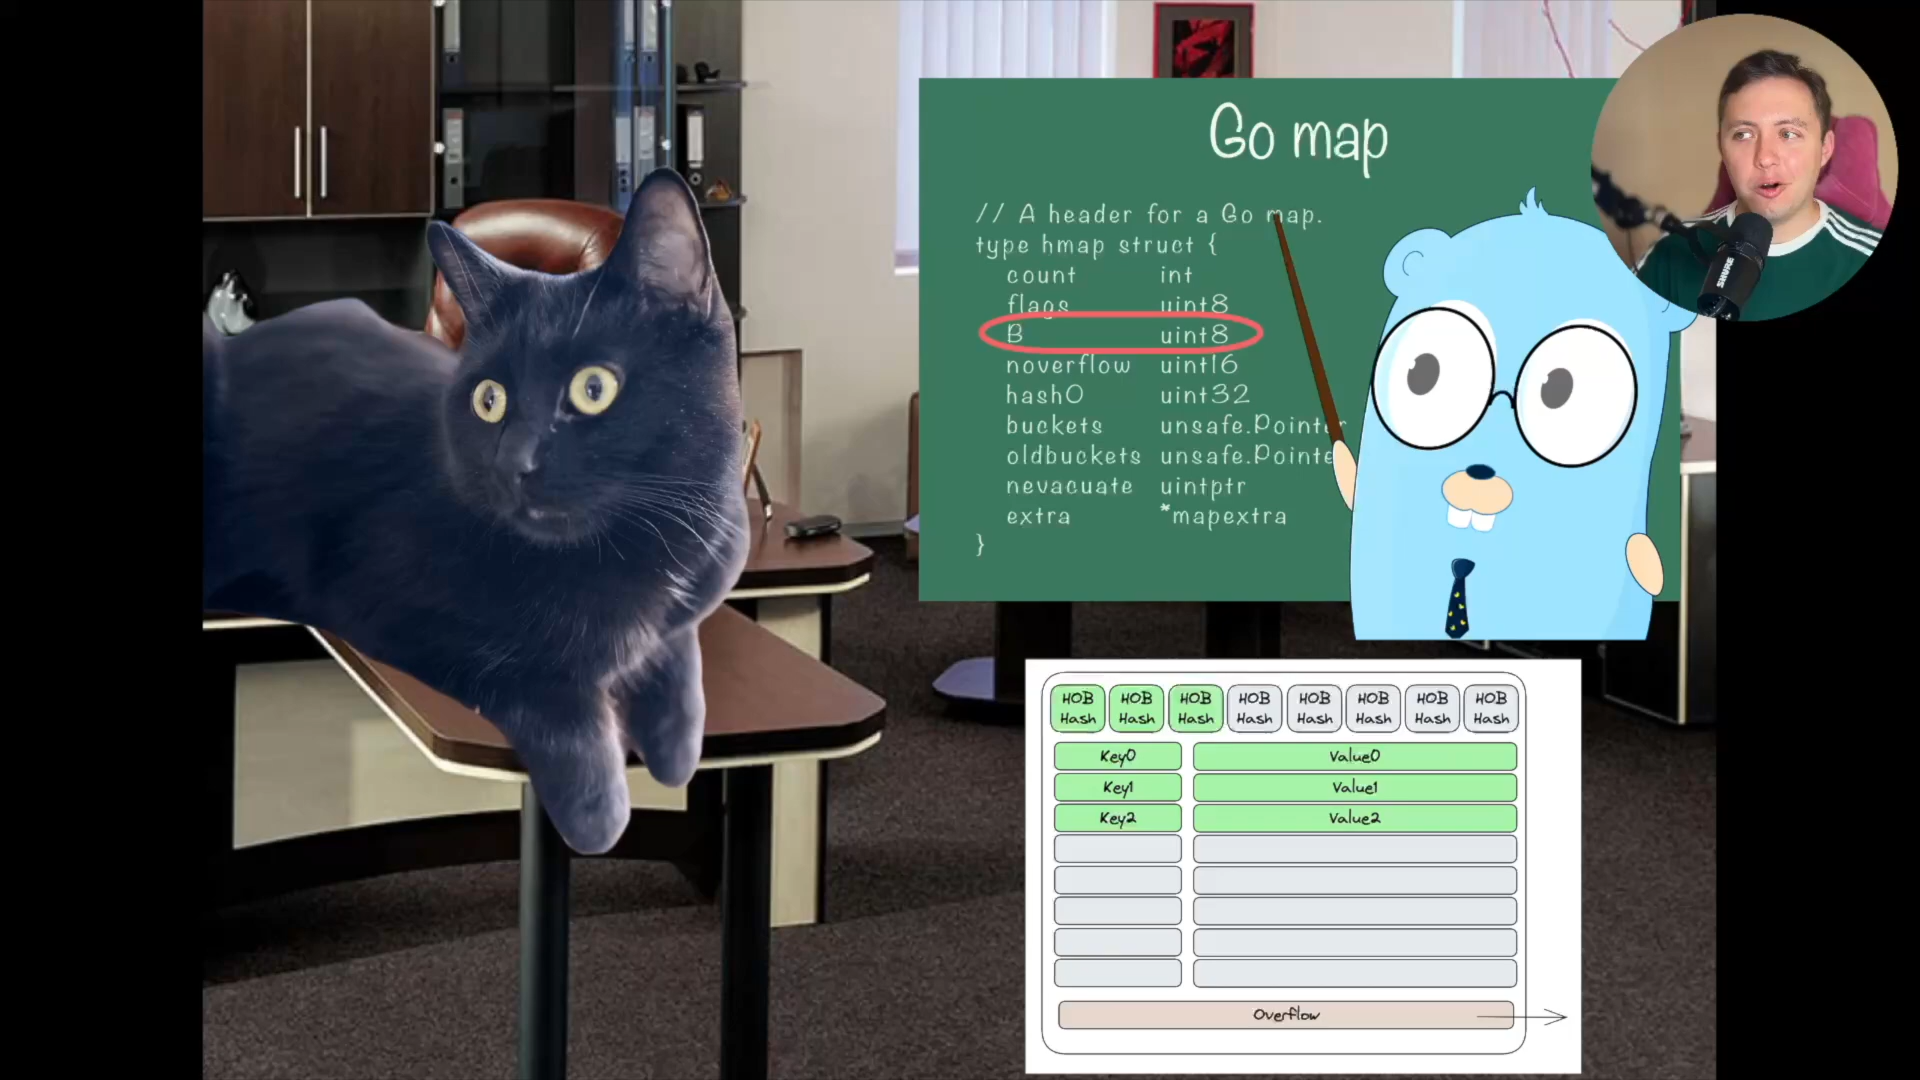 Go map
// A header for a Go map.
type hmap struct {
count int
flags uint8
B uint8
noverflow uint16
hash0 uint32
buckets unsafe.Pointer
oldbuckets unsafe.Pointe
nevacuate uintptr
extra *mapextra
}
SHURE
HOB Hash HOB Hash HOB Hash HOB Hash HOB Hash HOB Hash HOB Hash HOB Hash
Key0 Value0
Key1 Value1
Key2 Value2
Overflow